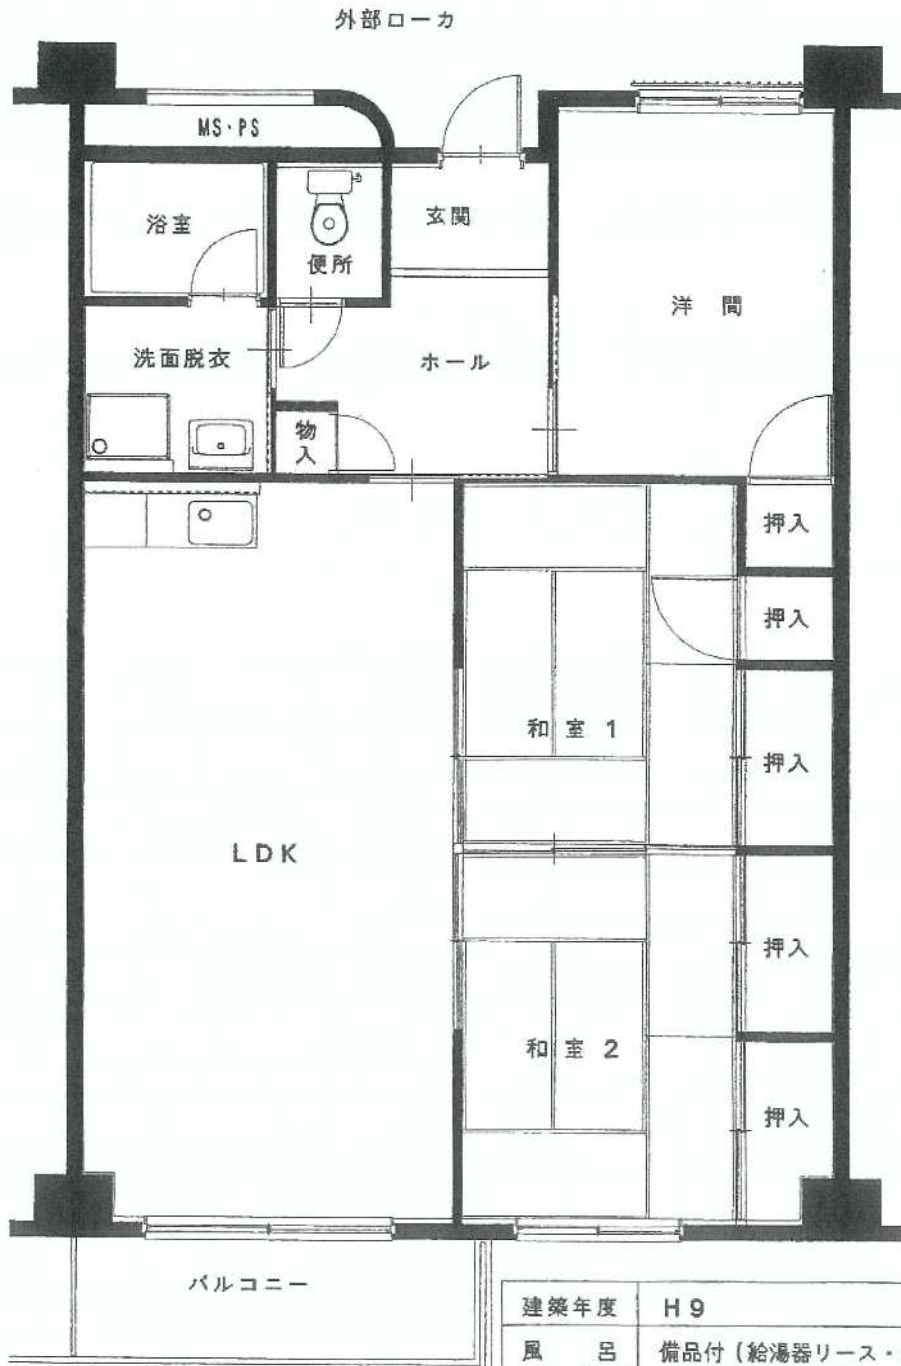 外部ローカ
MS・PS
浴室
便所
玄関
洋間
洗面脱衣
ホール
物入
押入
押入
和室 1
押入
LDK
押入
和室 2
押入
バルコニー
建築年度 H9
風呂 備品付（給湯器リース・